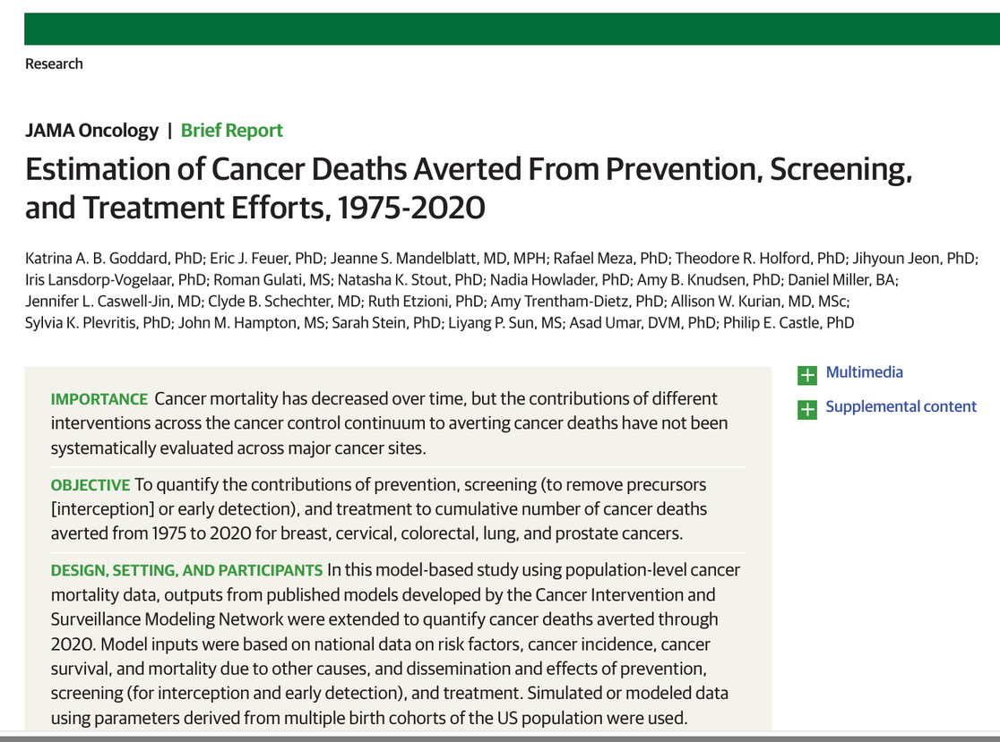 Research
JAMA Oncology | Brief Report
Estimation of Cancer Deaths Averted From Prevention, Screening,
and Treatment Efforts, 1975-2020
Katrina A. B. Goddard, PhD; Eric J. Feuer, PhD; Jeanne S. Mandelblatt, MD, MPH; Rafael Meza, PhD; Theodore R. Holford, PhD; Jihyoun Jeon, PhD;
Iris Lansdorp-Vogelaar, PhD; Roman Gulati, MS; Natasha K. Stout, PhD; Nadia Howlader, PhD; Amy B. Knudsen, PhD; Daniel Miller, BA;
Jennifer L. Caswell-Jin, MD; Clyde B. Schechter, MD; Ruth Etzioni, PhD; Amy Trentham-Dietz, PhD; Allison W. Kurian, MD, MSc;
Sylvia K. Plevritis, PhD; John M. Hampton, MS; Sarah Stein, PhD; Liyang P. Sun, MS; Asad Umar, DVM, PhD; Philip E. Castle, PhD
IMPORTANCE Cancer mortality has decreased over time, but the contributions of different
interventions across the cancer control continuum to averting cancer deaths have not been
systematically evaluated across major cancer sites.
OBJECTIVE To quantify the contributions of prevention, screening (to remove precursors
[interception] or early detection), and treatment to cumulative number of cancer deaths
averted from 1975 to 2020 for breast, cervical, colorectal, lung, and prostate cancers.
DESIGN, SETTING, AND PARTICIPANTS In this model-based study using population-level cancer
mortality data, outputs from published models developed by the Cancer Intervention and
Surveillance Modeling Network were extended to quantify cancer deaths averted through
2020. Model inputs were based on national data on risk factors, cancer incidence, cancer
survival, and mortality due to other causes, and dissemination and effects of prevention,
screening (for interception and early detection), and treatment. Simulated or modeled data
using parameters derived from multiple birth cohorts of the US population were used.
Multimedia
Supplemental content